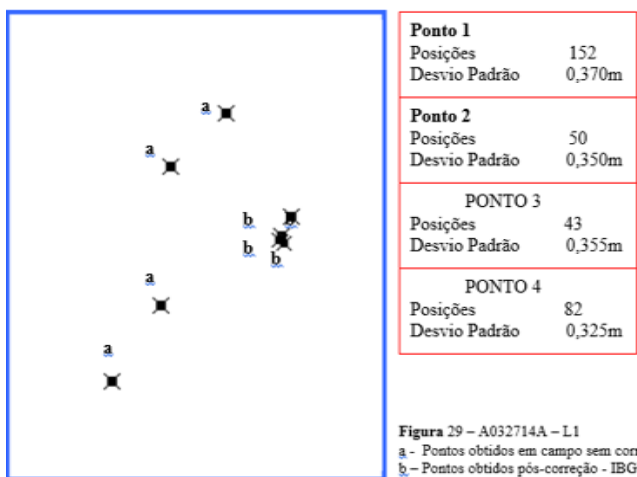 a
a
b
b
b
a
a
Ponto 1
Posições 152
Desvio Padrão 0,370m
Ponto 2
Posições 50
Desvio Padrão 0,350m
PONTO 3
Posições 43
Desvio Padrão 0,355m
PONTO 4
Posições 82
Desvio Padrão 0,325m
Figura 29 – A032714A – L1
a - Pontos obtidos em campo sem corr
b – Pontos obtidos pós-correção - IBG